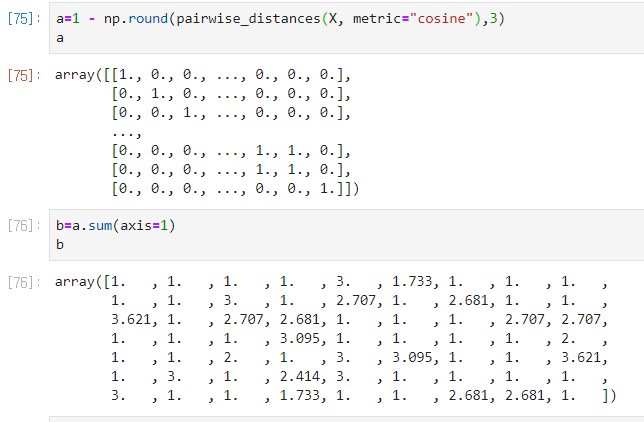 [75]: a=1 - np.round(pairwise_distances(X, metric="cosine"),3)
a
[75]: array([[1., 0., 0., ..., 0., 0., 0.],
[0., 1., 0., ..., 0., 0., 0.],
[0., 0., 1., ..., 0., 0., 0.],
...,
[0., 0., 0., ..., 1., 1., 0.],
[0., 0., 0., ..., 1., 1., 0.],
[0., 0., 0., ..., 0., 0., 1.]])
[76]: b=a.sum(axis=1)
b
[76]: array([1.   , 1.   , 1.   , 1.   , 3.   , 1.733, 1.   , 1.   , 1.   ,
1.   , 1.   , 3.   , 1.   , 2.707, 1.   , 2.681, 1.   , 1.   ,
3.621, 1.   , 2.707, 2.681, 1.   , 1.   , 1.   , 2.707, 2.707,
1.   , 1.   , 1.   , 3.095, 1.   , 1.   , 1.   , 2.   ,
1.   , 1.   , 2.   , 1.   , 3.   , 3.095, 1.   , 1.   , 3.621,
1.   , 3.   , 1.   , 2.414, 3.   , 1.   , 1.   , 1.   , 1.   ,
3.   , 1.   , 1.   , 1.733, 1.   , 1.   , 2.681, 2.681, 1.   ])